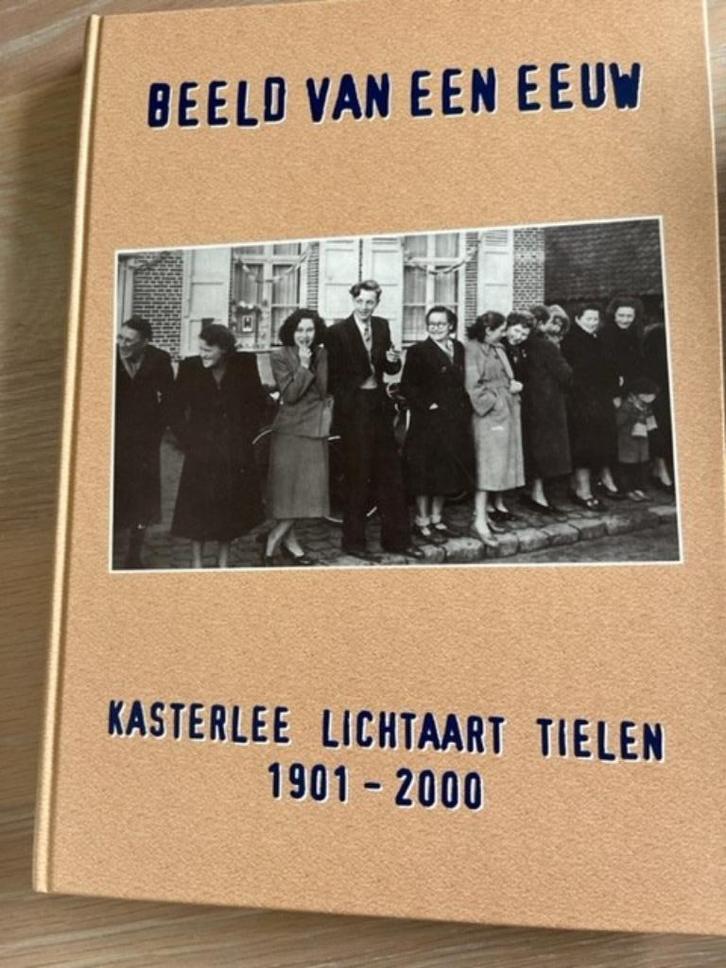 BEELD VAN EEN EEUW
KASTERLEE LICHTAART TIELEN
1901 - 2000